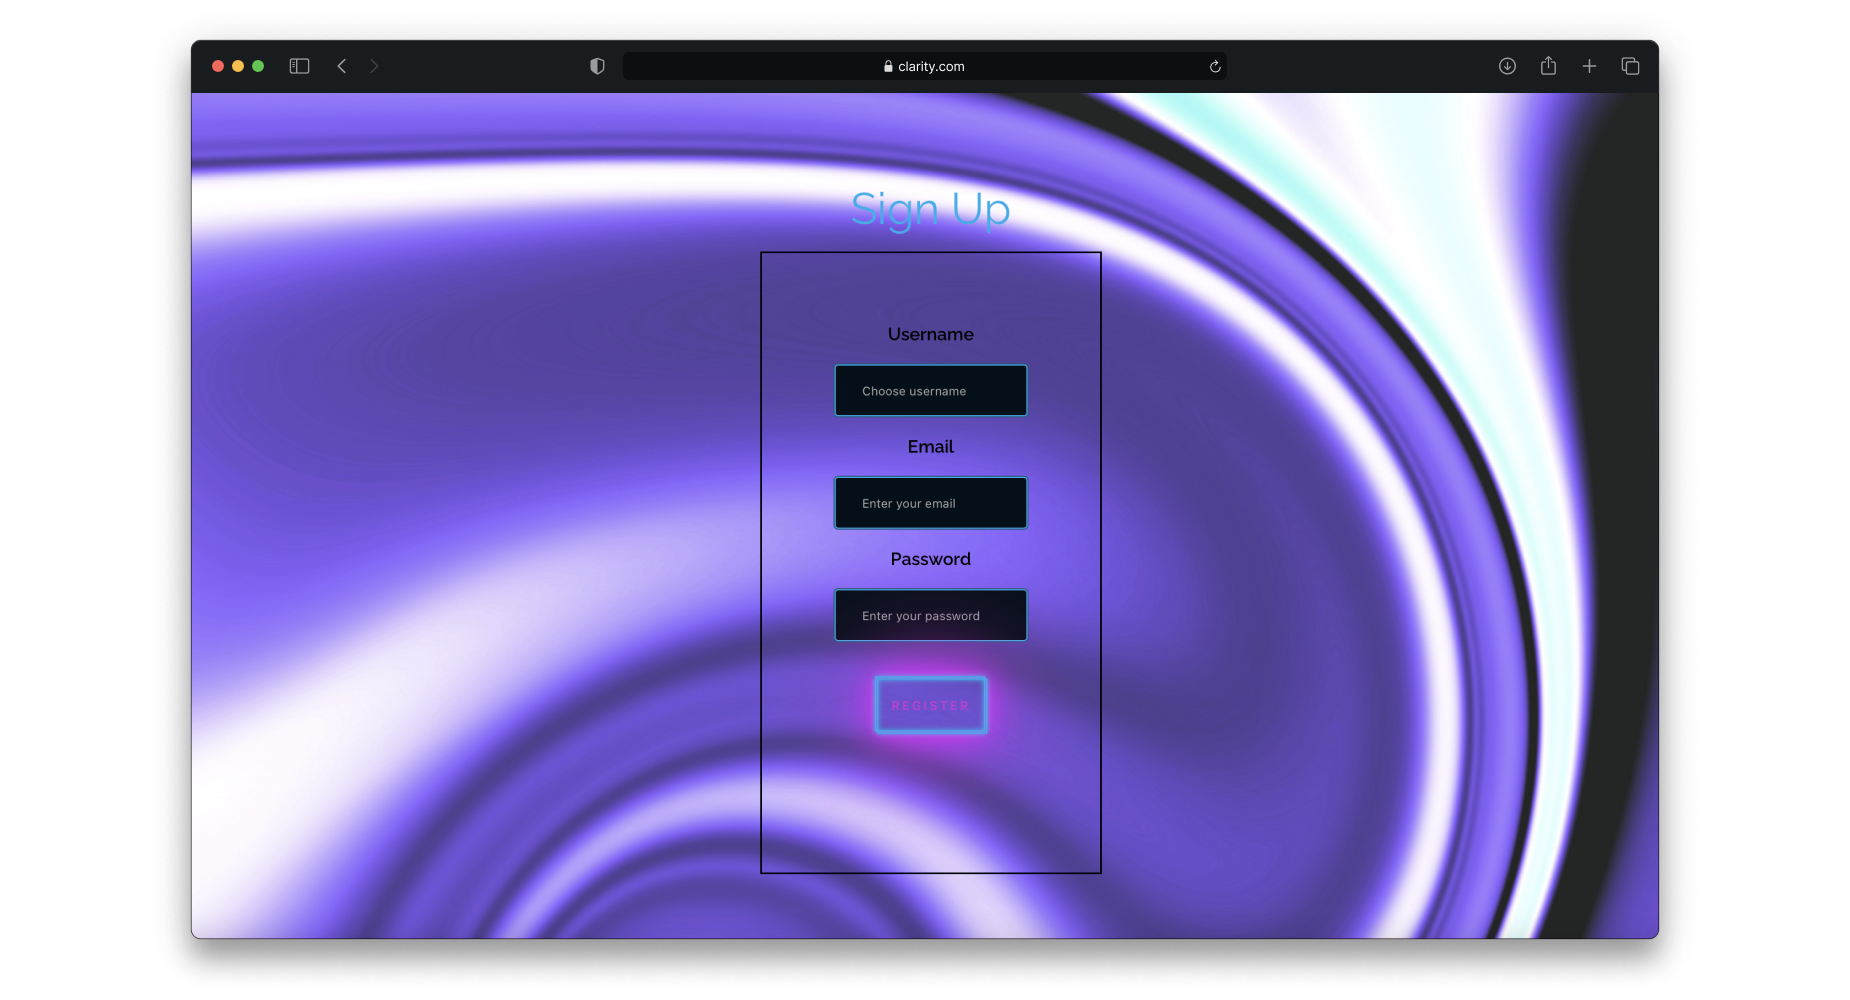 clarity.com
Sign Up
Username
Choose username
Email
Enter your email
Password
Enter your password
REGISTER